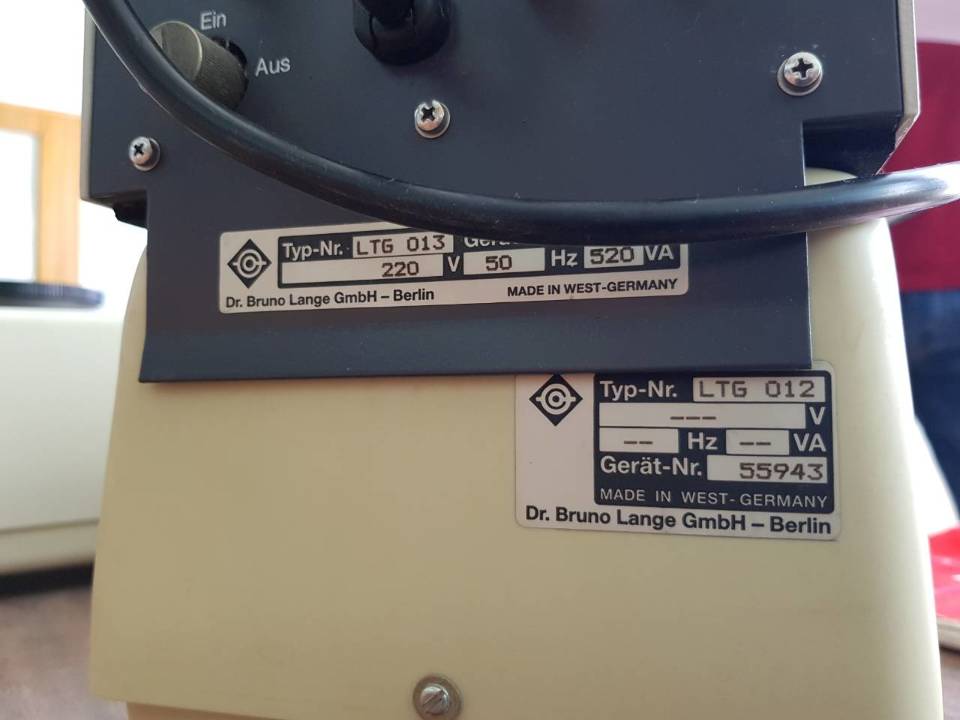 Ein
Aus
Typ-Nr. LTG 013
220 V 50 Hz 520 VA
Dr. Bruno Lange GmbH – Berlin MADE IN WEST-GERMANY
Typ-Nr. LTG 012
--- V
-- Hz -- VA
Gerät-Nr. 55943
MADE IN WEST-GERMANY
Dr. Bruno Lange GmbH – Berlin